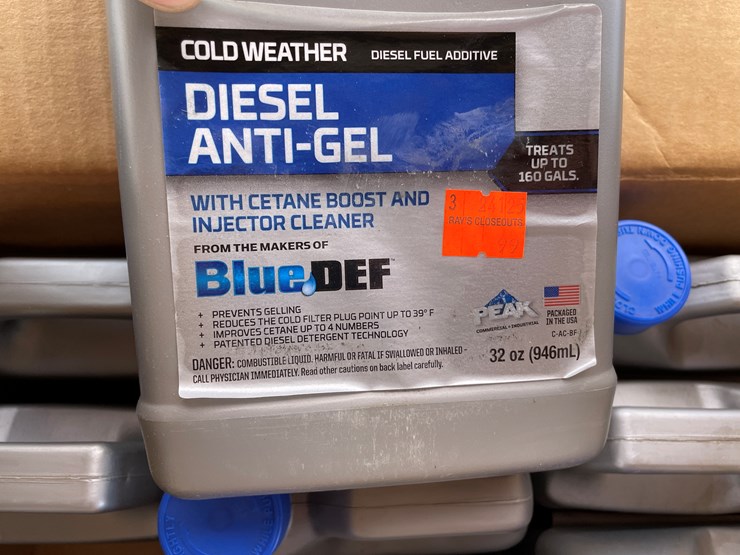 COLD WEATHER DIESEL FUEL ADDITIVE
DIESEL
ANTI-GEL
TREATS
UP TO
160 GALS.
WITH CETANE BOOST AND
INJECTOR CLEANER
RAY'S CLOSEOUTS
FROM THE MAKERS OF
BlueDEF™
+ PREVENTS GELLING
+ REDUCES THE COLD FILTER PLUG POINT UP TO 39° F
+ IMPROVES CETANE UP TO 4 NUMBERS
+ PATENTED DIESEL DETERGENT TECHNOLOGY
PEAK
COMMERCIAL + INDUSTRIAL
PACKAGED
IN THE USA
C-AC-BF
DANGER: COMBUSTIBLE LIQUID. HARMFUL OR FATAL IF SWALLOWED OR INHALED -
CALL PHYSICIAN IMMEDIATELY. Read other cautions on back label carefully.
32 oz (946mL)